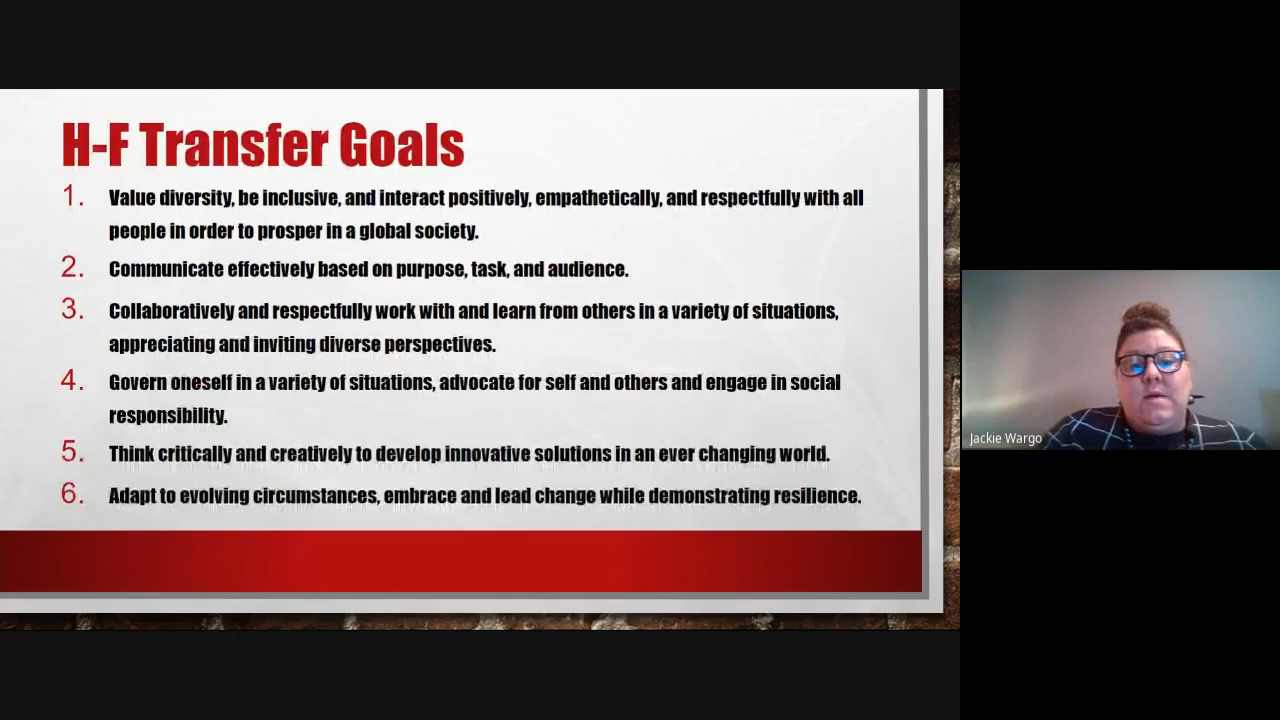 H-F Transfer Goals
1. Value diversity, be inclusive, and interact positively, empathetically, and respectfully with all
people in order to prosper in a global society.
2. Communicate effectively based on purpose, task, and audience.
3. Collaboratively and respectfully work with and learn from others in a variety of situations,
appreciating and inviting diverse perspectives.
4. Govern oneself in a variety of situations, advocate for self and others and engage in social
responsibility.
5. Think critically and creatively to develop innovative solutions in an ever changing world.
6. Adapt to evolving circumstances, embrace and lead change while demonstrating resilience.
Jackie Wargo